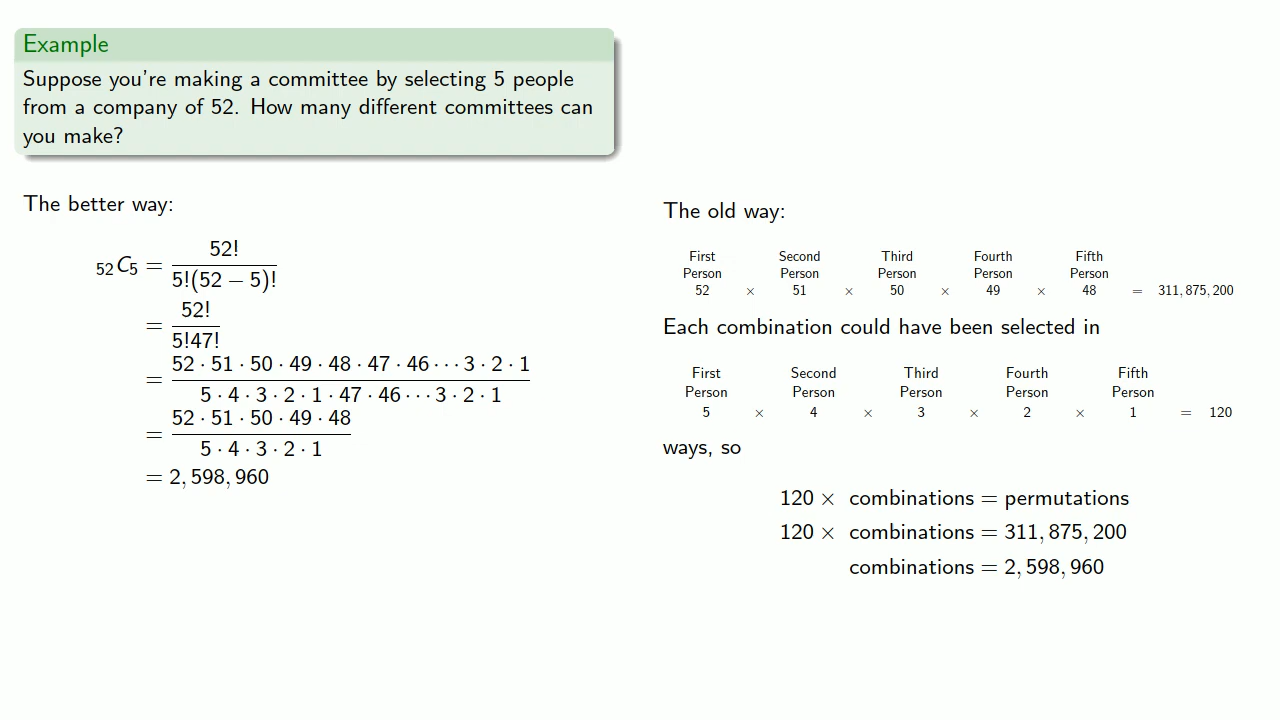 Example
Suppose you're making a committee by selecting 5 people
from a company of 52. How many different committees can
you make?
The better way:
₅₂C₅ = 52! / 5!(52 − 5)!
= 52! / 5!47!
= 52 · 51 · 50 · 49 · 48 · 47 · 46 · · · 3 · 2 · 1 / 5 · 4 · 3 · 2 · 1 · 47 · 46 · · · 3 · 2 · 1
= 52 · 51 · 50 · 49 · 48 / 5 · 4 · 3 · 2 · 1
= 2, 598, 960
The old way:
First Second Third Fourth Fifth
Person Person Person Person Person
52 × 51 × 50 × 49 × 48 = 311, 875, 200
Each combination could have been selected in
First Second Third Fourth Fifth
Person Person Person Person Person
5 × 4 × 3 × 2 × 1 = 120
ways, so
120 × combinations = permutations
120 × combinations = 311, 875, 200
combinations = 2, 598, 960